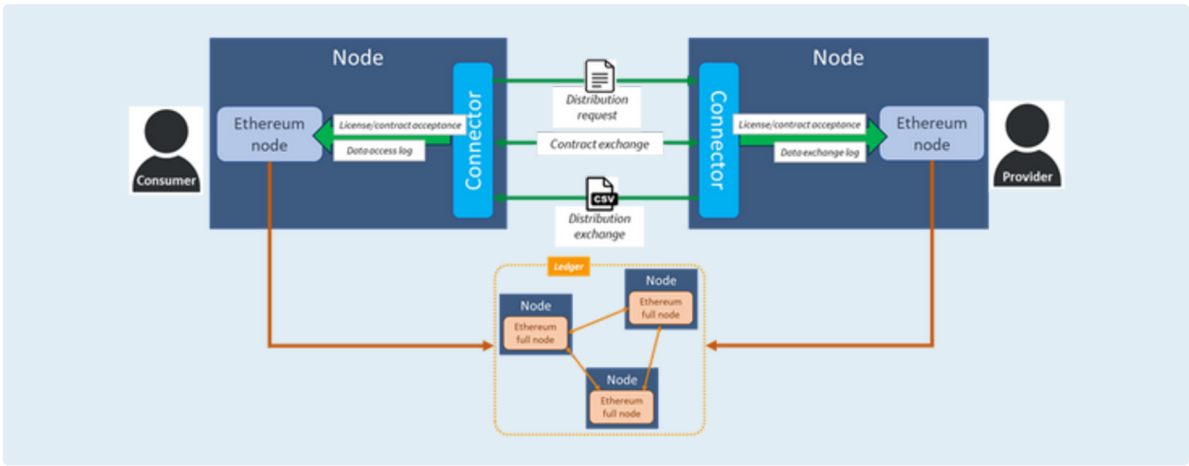 Node
Ethereum
node
License/contract acceptance
Data access log
Connector
Consumer
Distribution
request
Contract exchange
CSV
Distribution
exchange
Node
Connector
License/contract acceptance
Data exchange log
Ethereum
node
Provider
Ledger
Node
Ethereum
full node
Node
Ethereum
full node
Node
Ethereum
full node